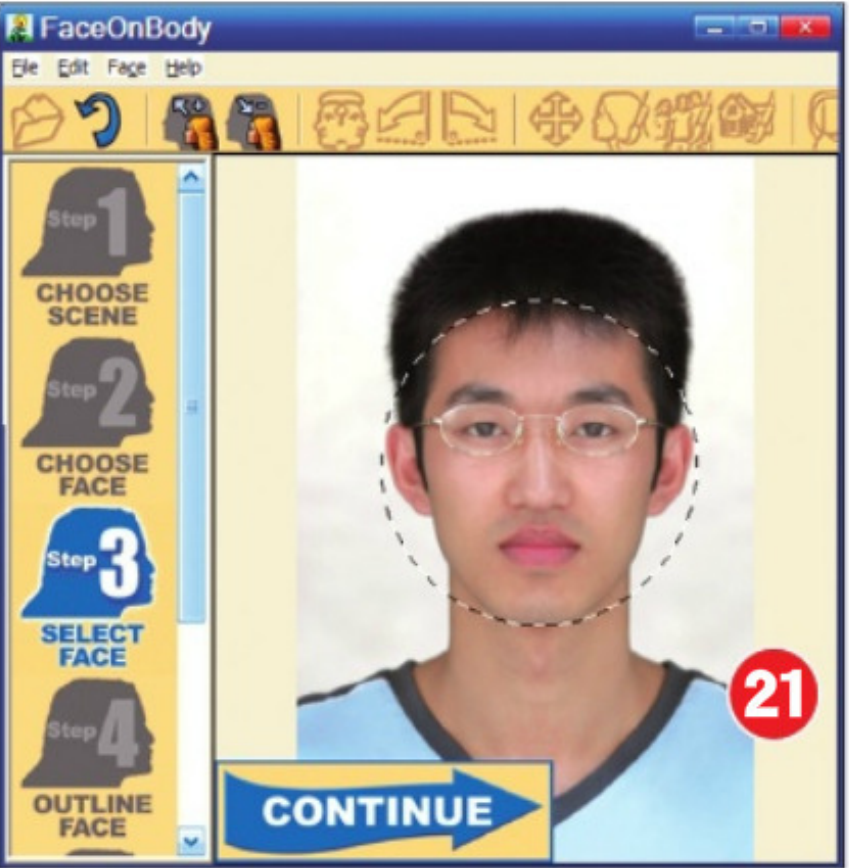 FaceOnBody
File Edit Face Help
Step 1
CHOOSE
SCENE
Step 2
CHOOSE
FACE
Step 3
SELECT
FACE
Step 4
OUTLINE
FACE
21
CONTINUE